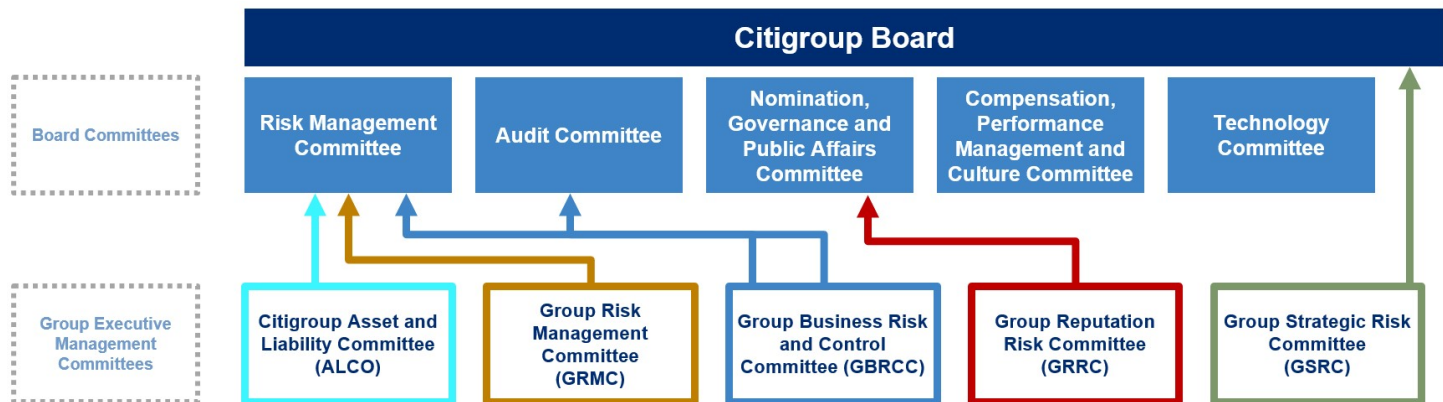 Citigroup Board
Board Committees
Risk Management
Committee
Audit Committee
Nomination,
Governance and
Public Affairs
Committee
Compensation,
Performance
Management and
Culture Committee
Technology
Committee
Group Executive
Management
Committees
Citigroup Asset and
Liability Committee
(ALCO)
Group Risk
Management
Committee
(GRMC)
Group Business Risk
and Control
Committee (GBRCC)
Group Reputation
Risk Committee
(GRRC)
Group Strategic Risk
Committee
(GSRC)